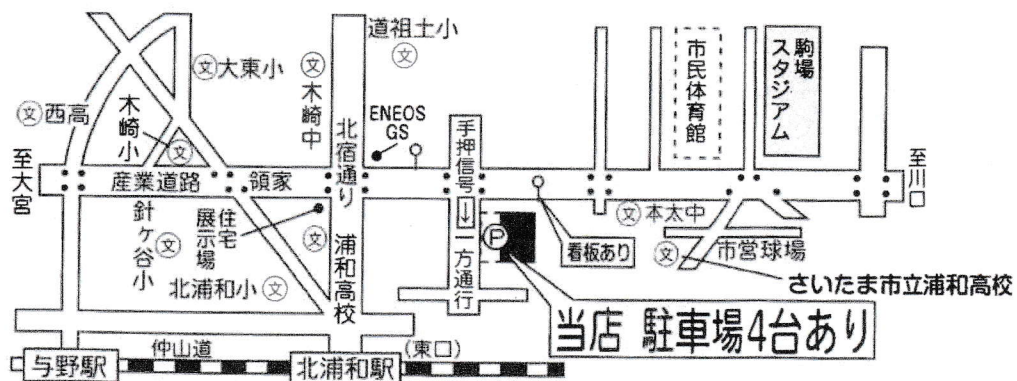 道祖土小
文
文大東小
文
木崎中
文西高
木崎小
文
北宿通り
ENEOS
GS
手押信号
↓
一方通行
市民体育館
駒場
スタジアム
至大宮
産業道路
領家
至川口
針ヶ谷小
文
住宅
展示場
文
浦和高校
北浦和小文
P
看板あり
文本太中
文
市営球場
さいたま市立浦和高校
当店 駐車場4台あり
与野駅
仲山道
北浦和駅
(東口)